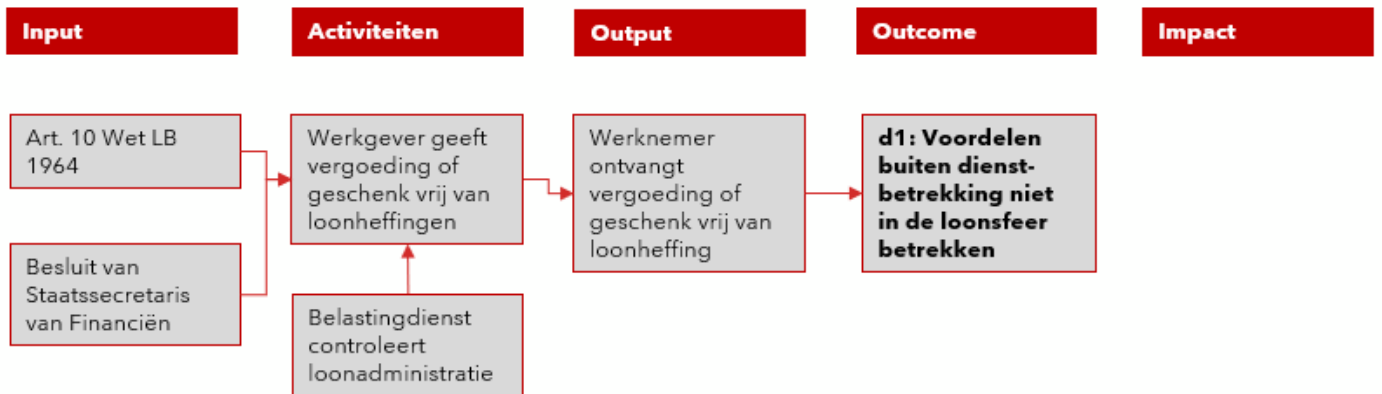 Input
Activiteiten
Output
Outcome
Impact
Art. 10 Wet LB
1964
Besluit van
Staatssecretaris
van Financiën
Werkgever geeft
vergoeding of
geschenk vrij van
loonheffingen
Belastingdienst
controleert
loonadministratie
Werknemer
ontvangt
vergoeding of
geschenk vrij van
loonheffing
d1: Voordelen
buiten dienst-
betrekking niet
in de loonsfeer
betrekken